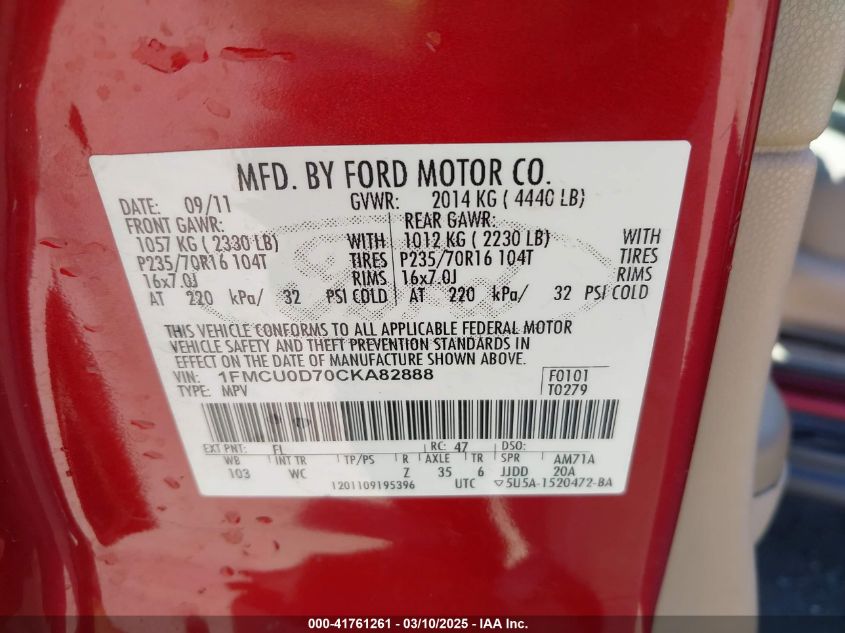 MFD. BY FORD MOTOR CO.
DATE: 09/11 GVWR: 2014 KG ( 4440 LB)
FRONT GAWR: REAR GAWR:
1057 KG ( 2330 LB) WITH 1012 KG ( 2230 LB) WITH
P235/70R16 104T TIRES P235/70R16 104T TIRES
16x7.0J RIMS 16x7.0J RIMS
AT 220 kPa/ 32 PSI COLD AT 220 kPa/ 32 PSI COLD
THIS VEHICLE CONFORMS TO ALL APPLICABLE FEDERAL MOTOR
VEHICLE SAFETY AND THEFT PREVENTION STANDARDS IN
EFFECT ON THE DATE OF MANUFACTURE SHOWN ABOVE.
VIN: 1FMCU0D70CKA82888 F0101
TYPE: MPV T0279
EXT PNT: FL RC: 47 DSO:
WB INT TR TP/PS R AXLE TR SPR AM71A
103 WC Z 35 6 JJDD 20A
1201109195396 UTC ▽5U5A-1520472-BA
000-41761261 - 03/10/2025 - IAA Inc.